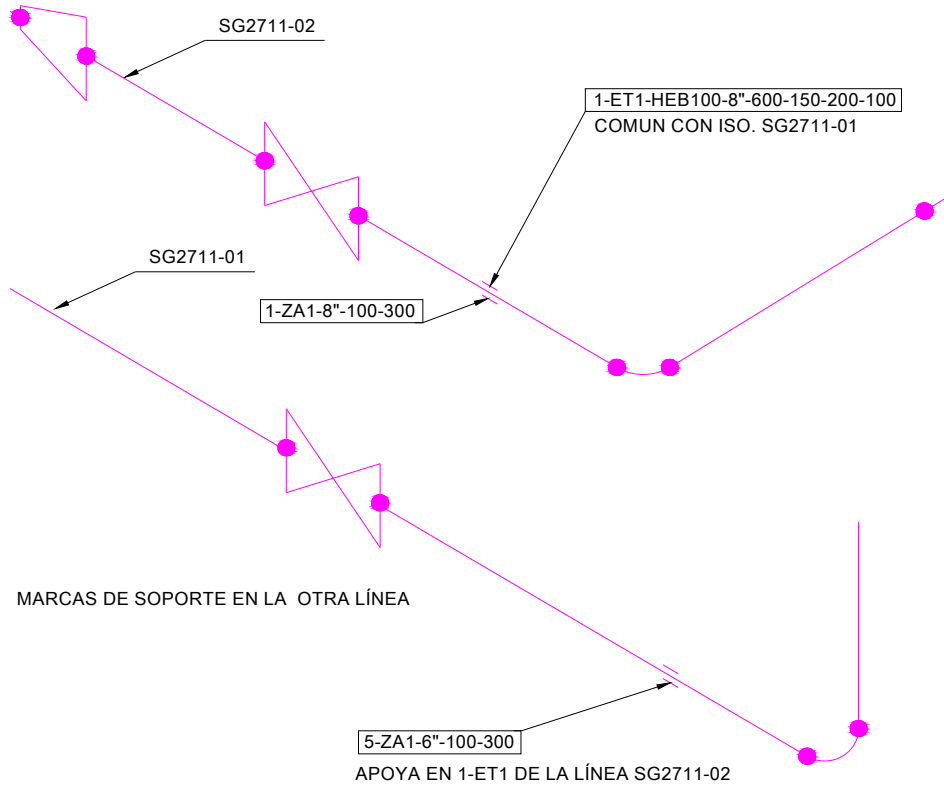 SG2711-02
1-ET1-HEB100-8"-600-150-200-100
COMUN CON ISO. SG2711-01
SG2711-01
1-ZA1-8"-100-300
MARCAS DE SOPORTE EN LA OTRA LÍNEA
5-ZA1-6"-100-300
APOYA EN 1-ET1 DE LA LÍNEA SG2711-02